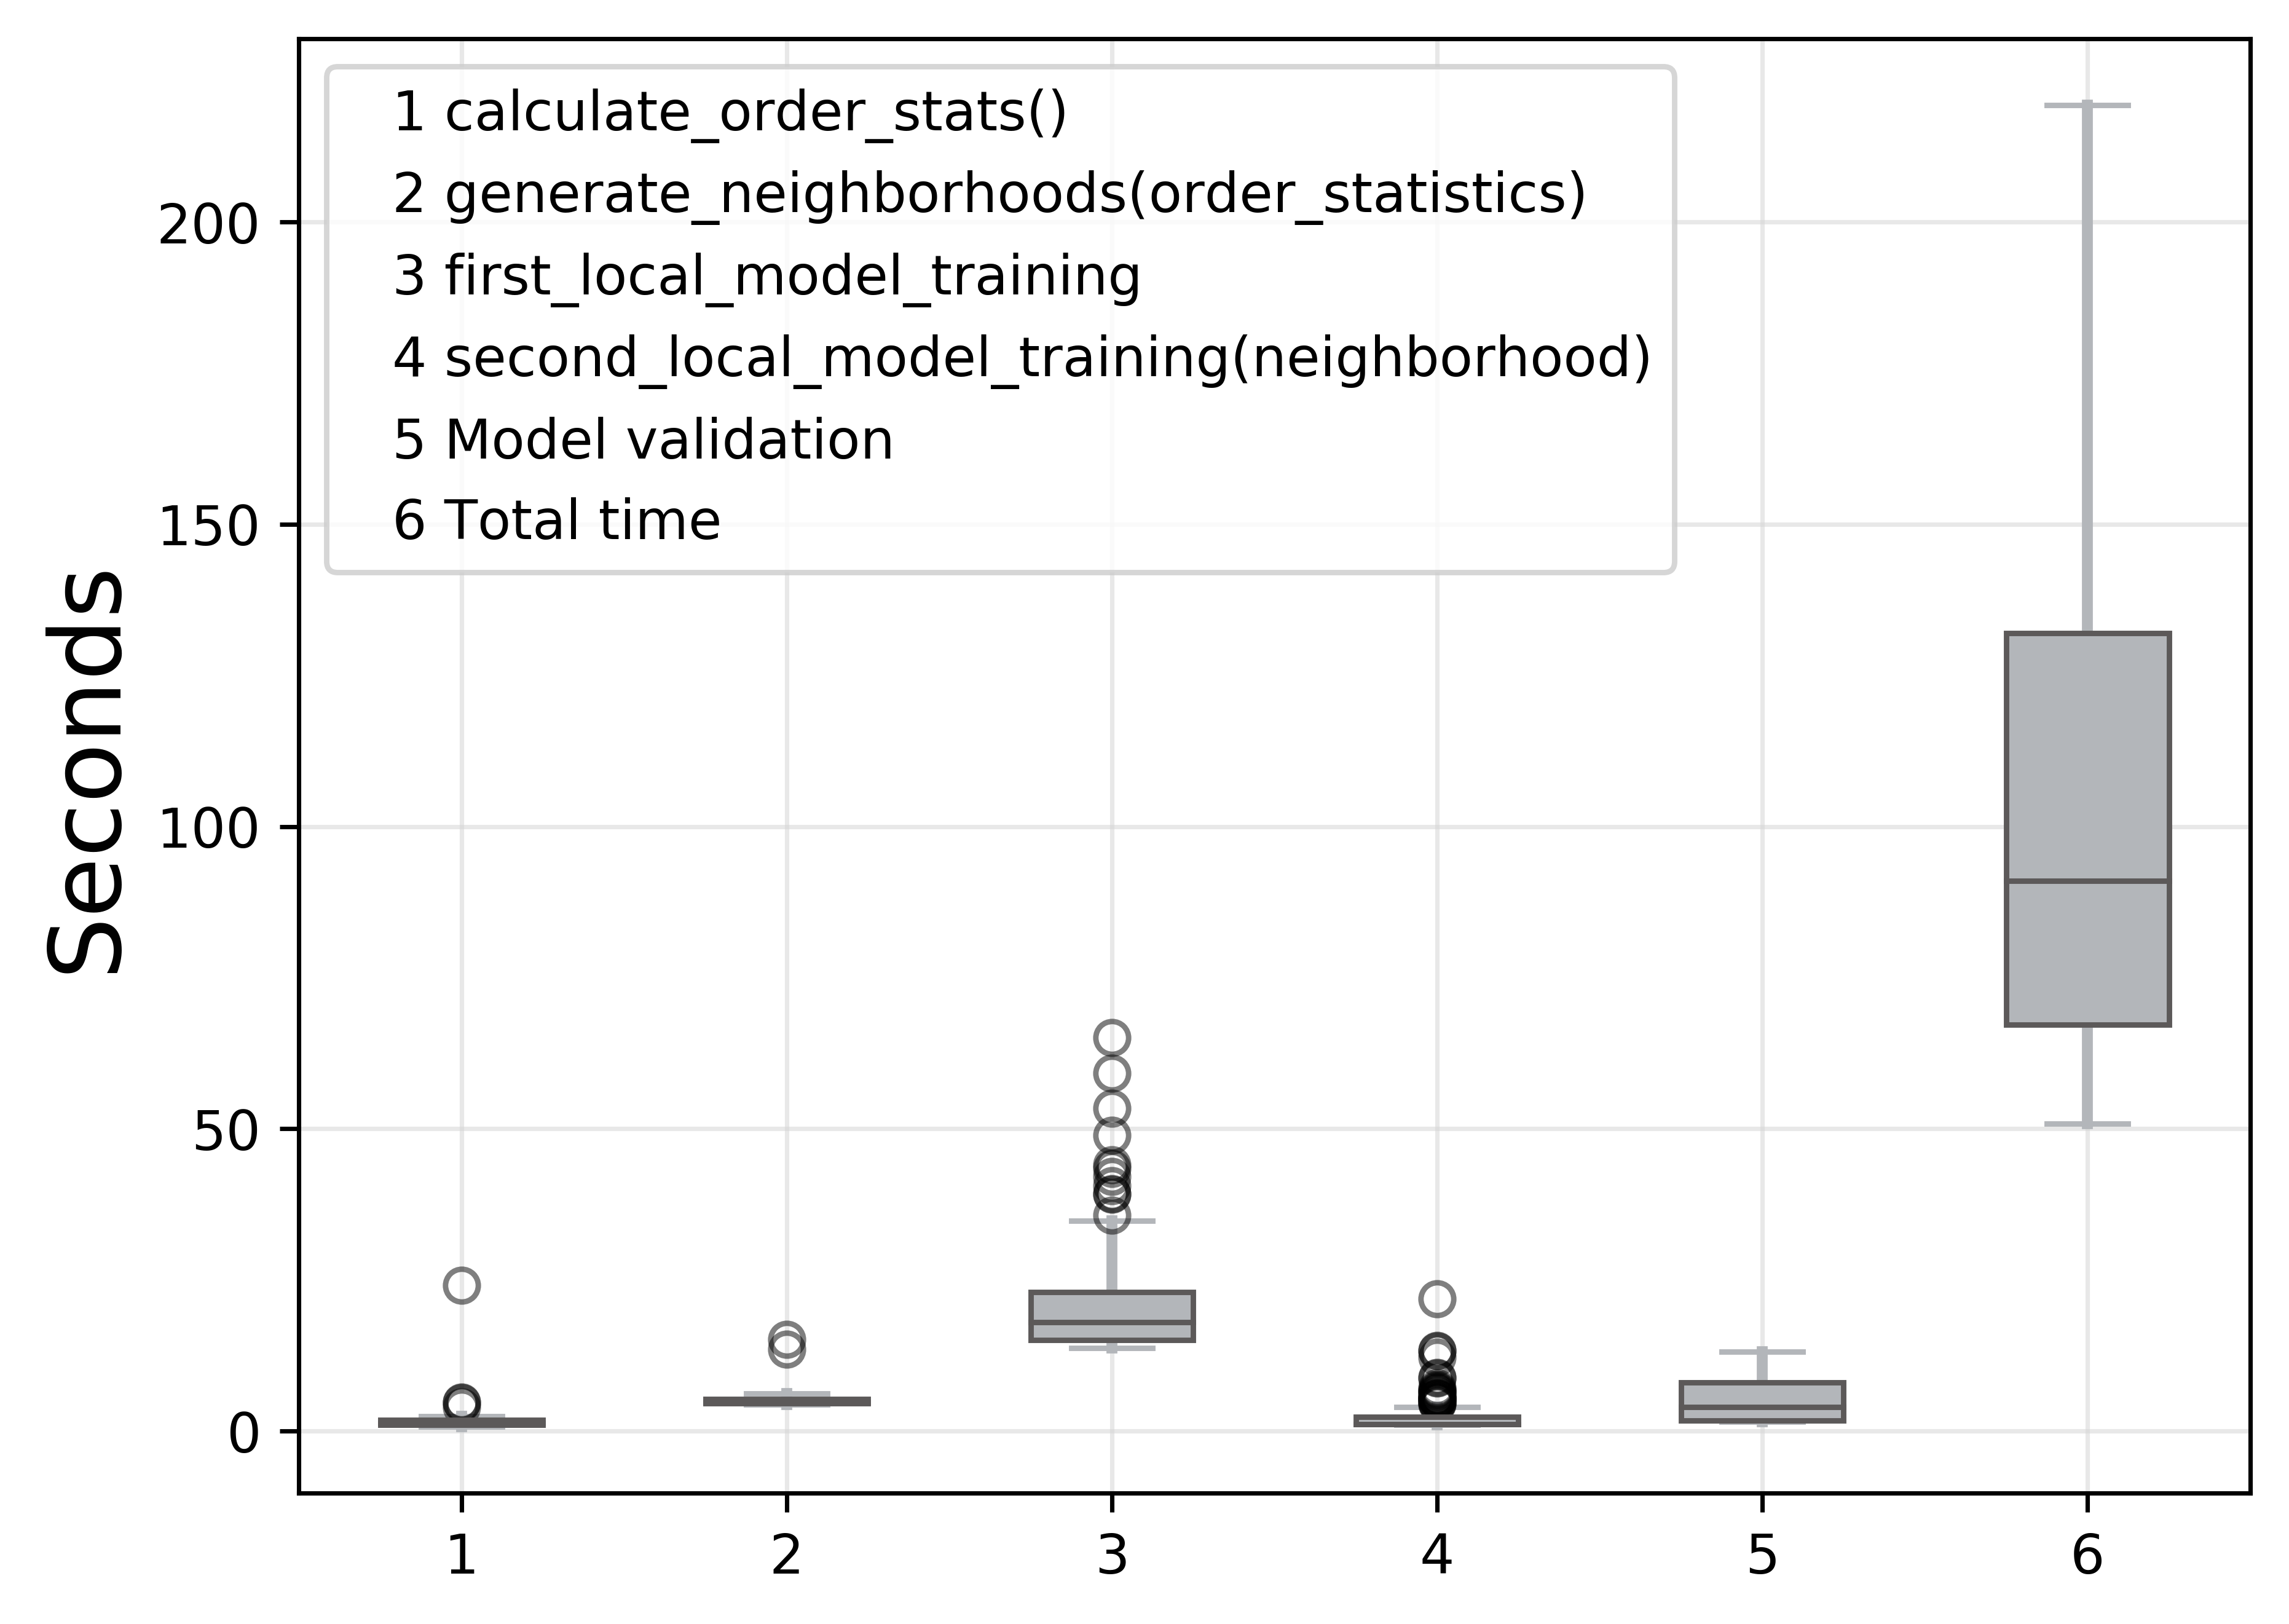 1 calculate_order_stats()
2 generate_neighborhoods(order_statistics)
3 first_local_model_training
4 second_local_model_training(neighborhood)
5 Model validation
6 Total time
Seconds
200
150
100
50
0
1 2 3 4 5 6